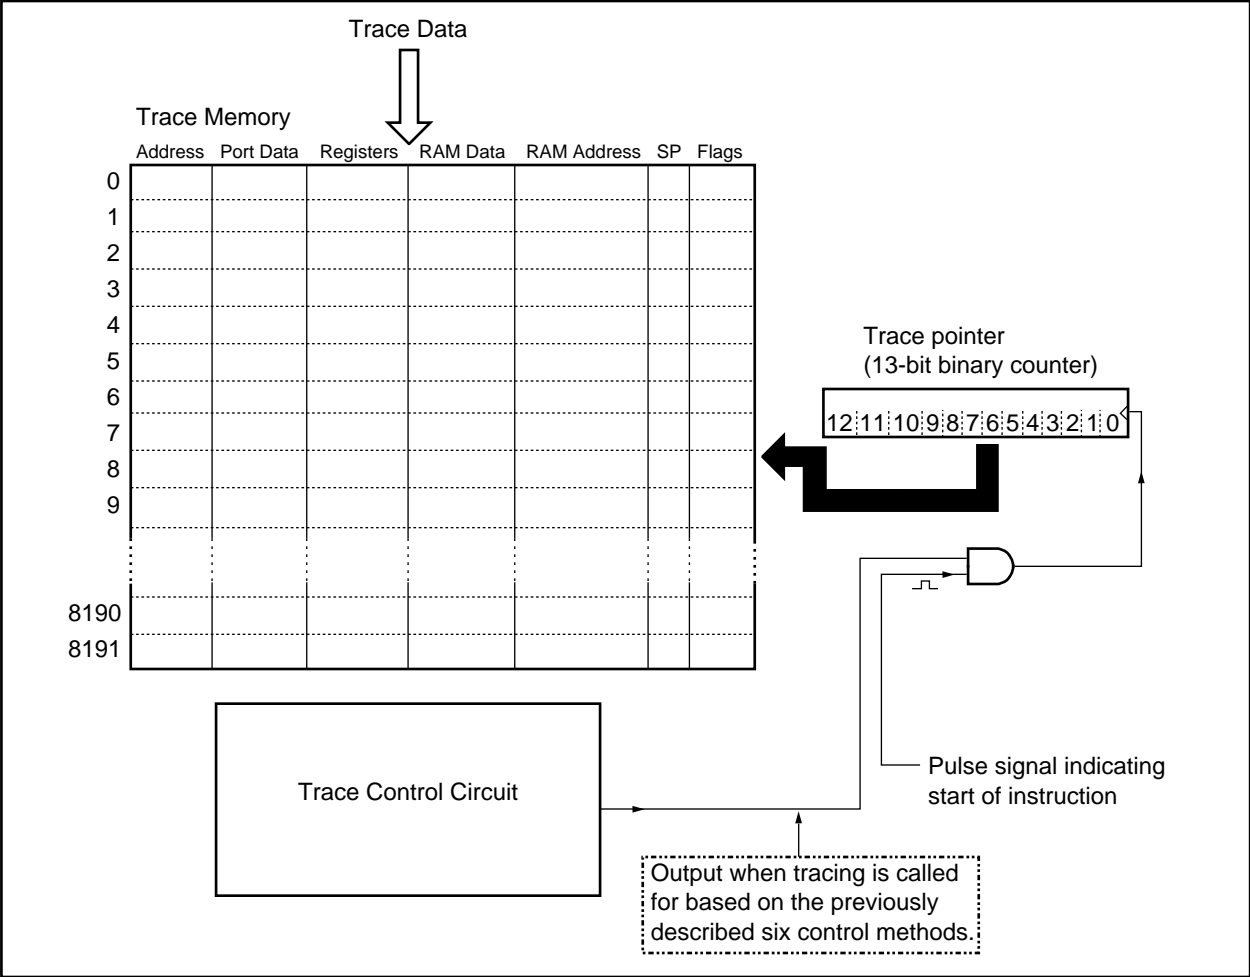 Trace Data
Trace Memory
Address Port Data Registers RAM Data RAM Address SP Flags
0
1
2
3
4
5
6
7
8
9
8190
8191
Trace pointer
(13-bit binary counter)
12 11 10 9 8 7 6 5 4 3 2 1 0
Trace Control Circuit
Pulse signal indicating
start of instruction
Output when tracing is called
for based on the previously
described six control methods.